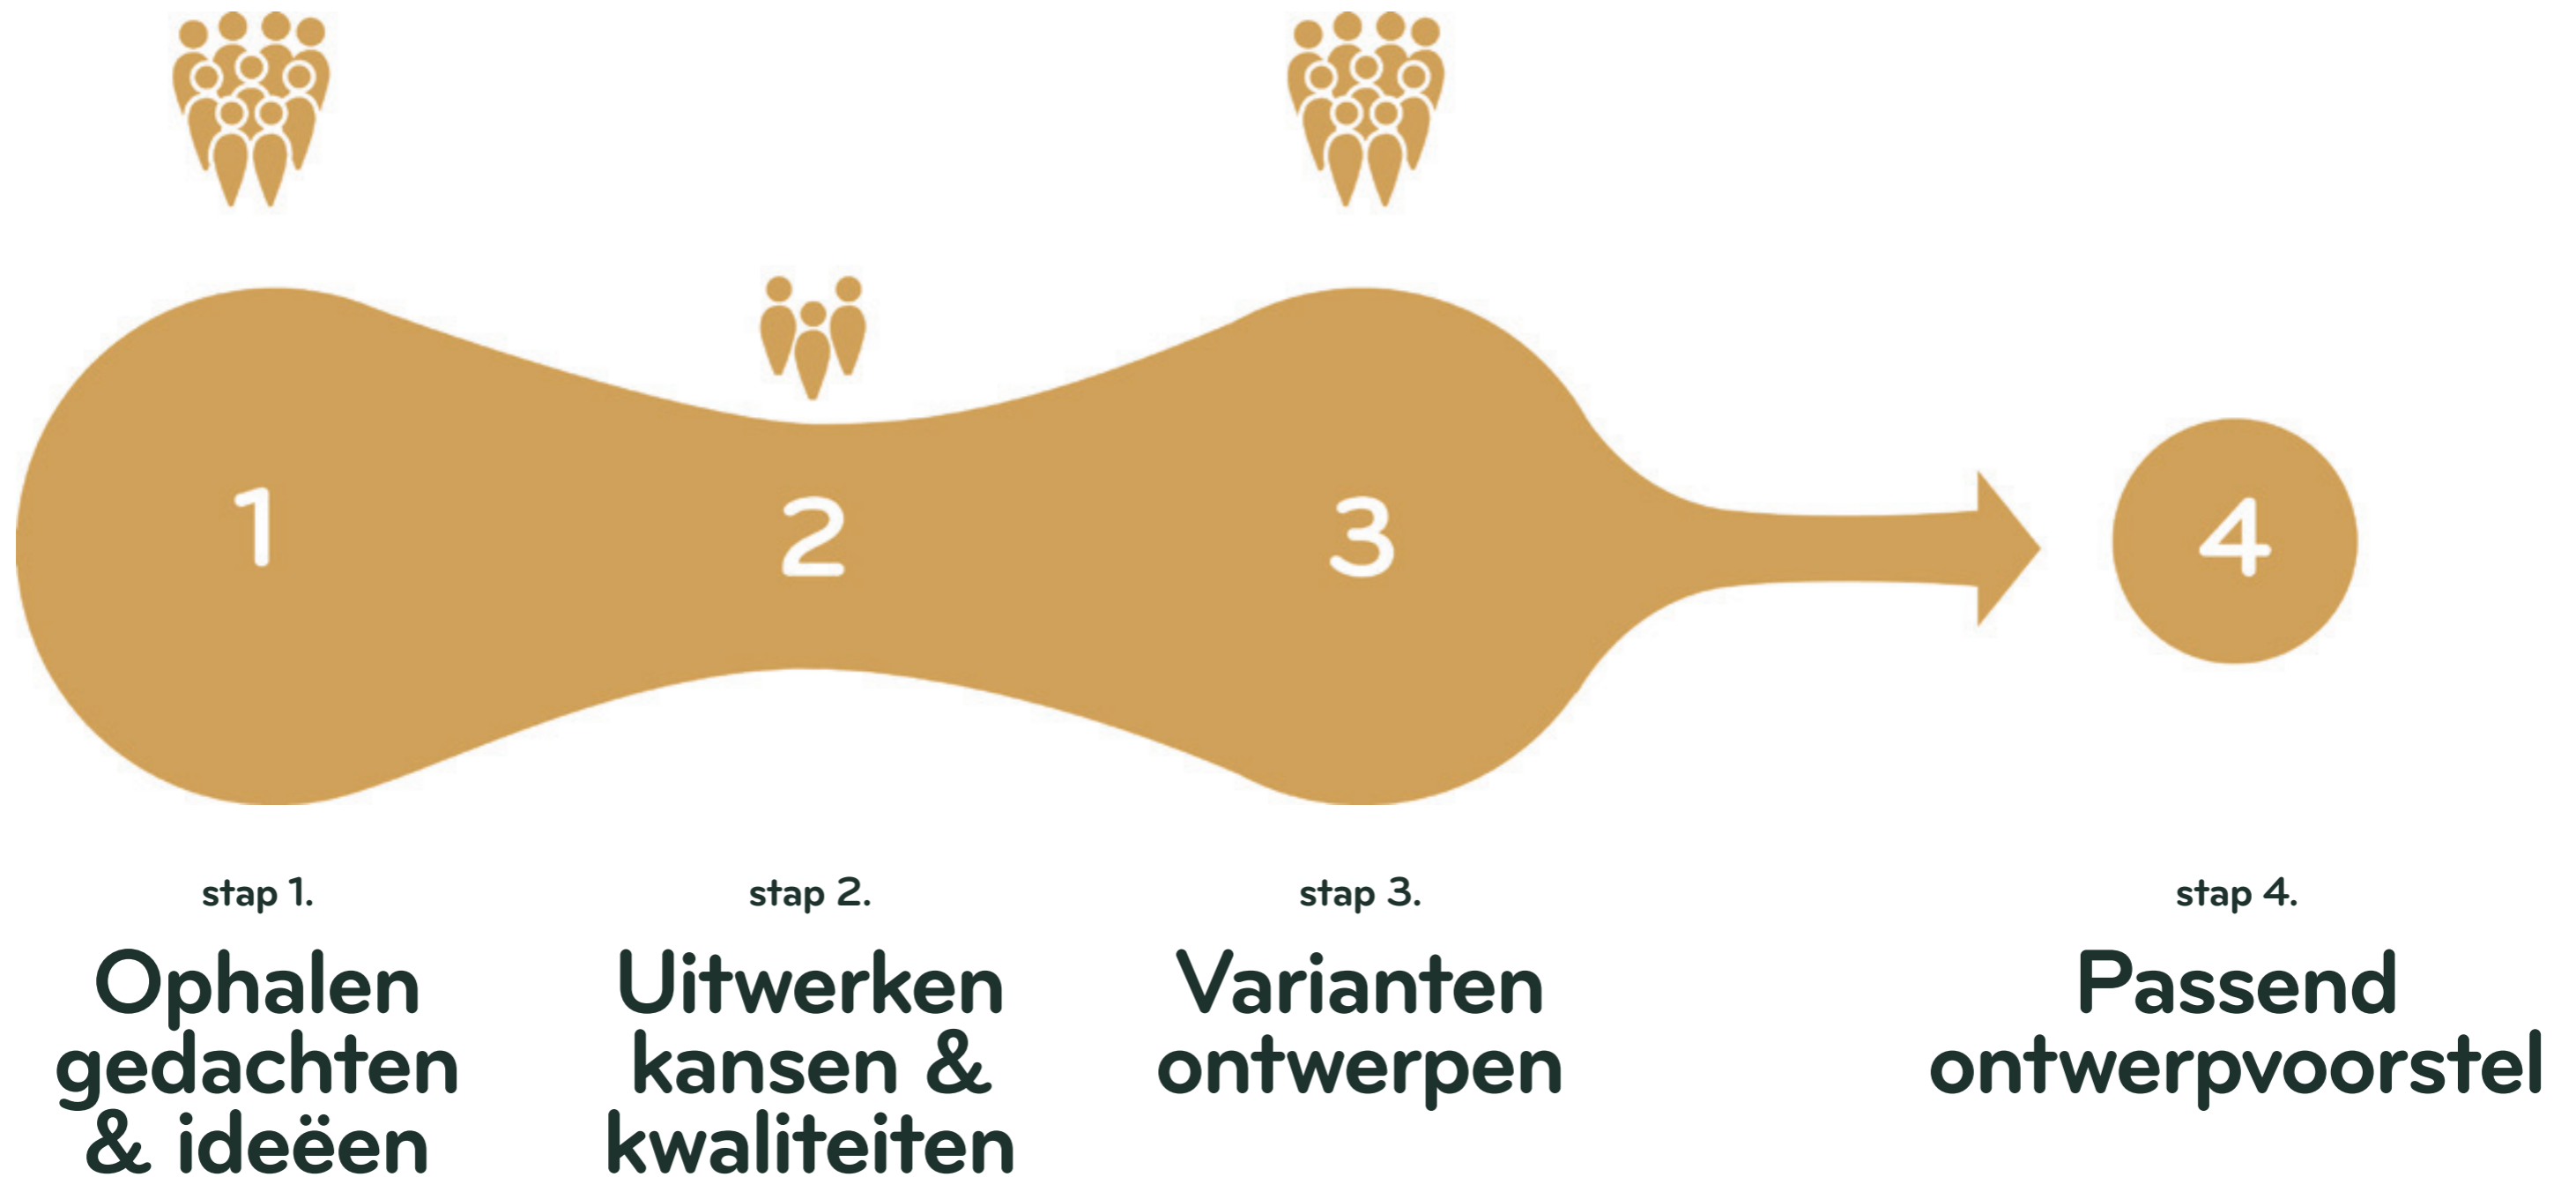 1
2
3
4
stap 1.
Ophalen
gedachten
& ideëen
stap 2.
Uitwerken
kansen &
kwaliteiten
stap 3.
Varianten
ontwerpen
stap 4.
Passend
ontwerpvoorstel